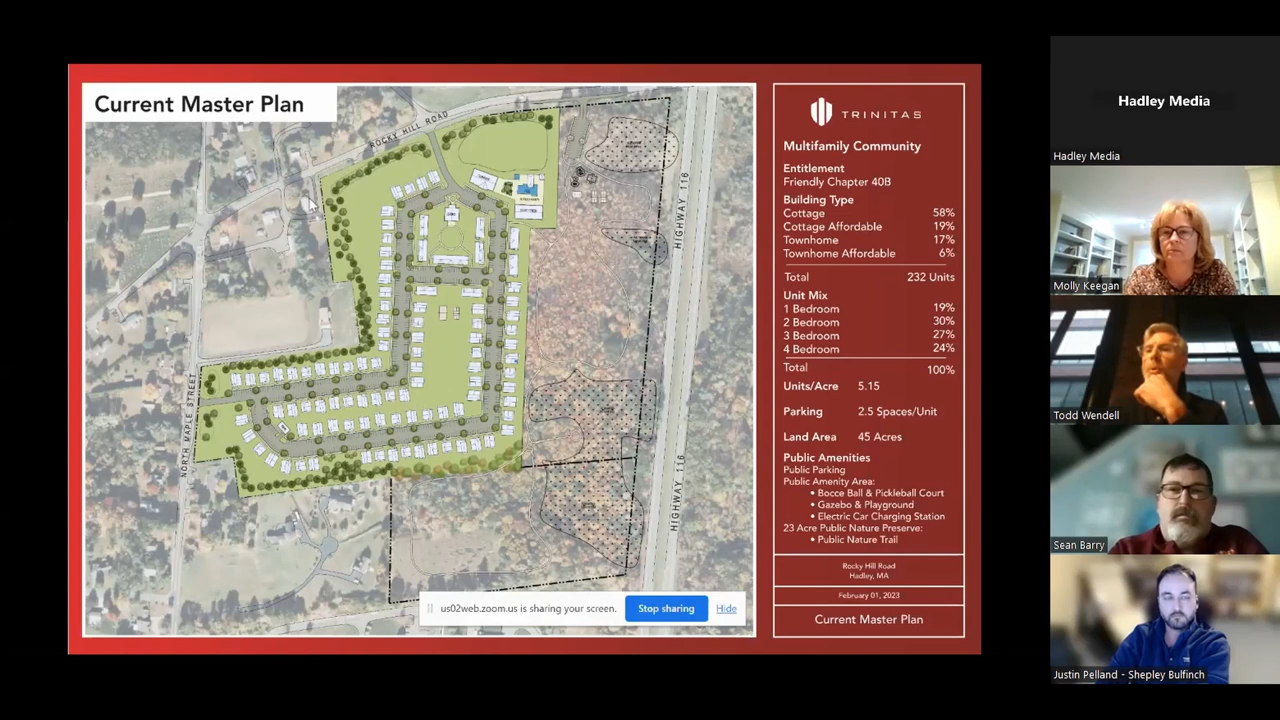 Current Master Plan
ROCKY HILL ROAD
HIGHWAY 116
NORTH MAPLE STREET
HIGHWAY 116
us02web.zoom.us is sharing your screen.
Stop sharing
Hide
TRINITAS
Multifamily Community
Entitlement
Friendly Chapter 40B
Building Type
Cottage 58%
Cottage Affordable 19%
Townhome 17%
Townhome Affordable 6%
Total 232 Units
Unit Mix
1 Bedroom 19%
2 Bedroom 30%
3 Bedroom 27%
4 Bedroom 24%
Total 100%
Units/Acre 5.15
Parking 2.5 Spaces/Unit
Land Area 45 Acres
Public Amenities
Public Parking
Public Amenity Area:
• Bocce Ball & Pickleball Court
• Gazebo & Playground
• Electric Car Charging Station
23 Acre Public Nature Preserve:
• Public Nature Trail
Rocky Hill Road
Hadley, MA
February 01, 2023
Current Master Plan
Hadley Media
Hadley Media
Molly Keegan
Todd Wendell
Sean Barry
Justin Pelland - Shepley Bulfinch